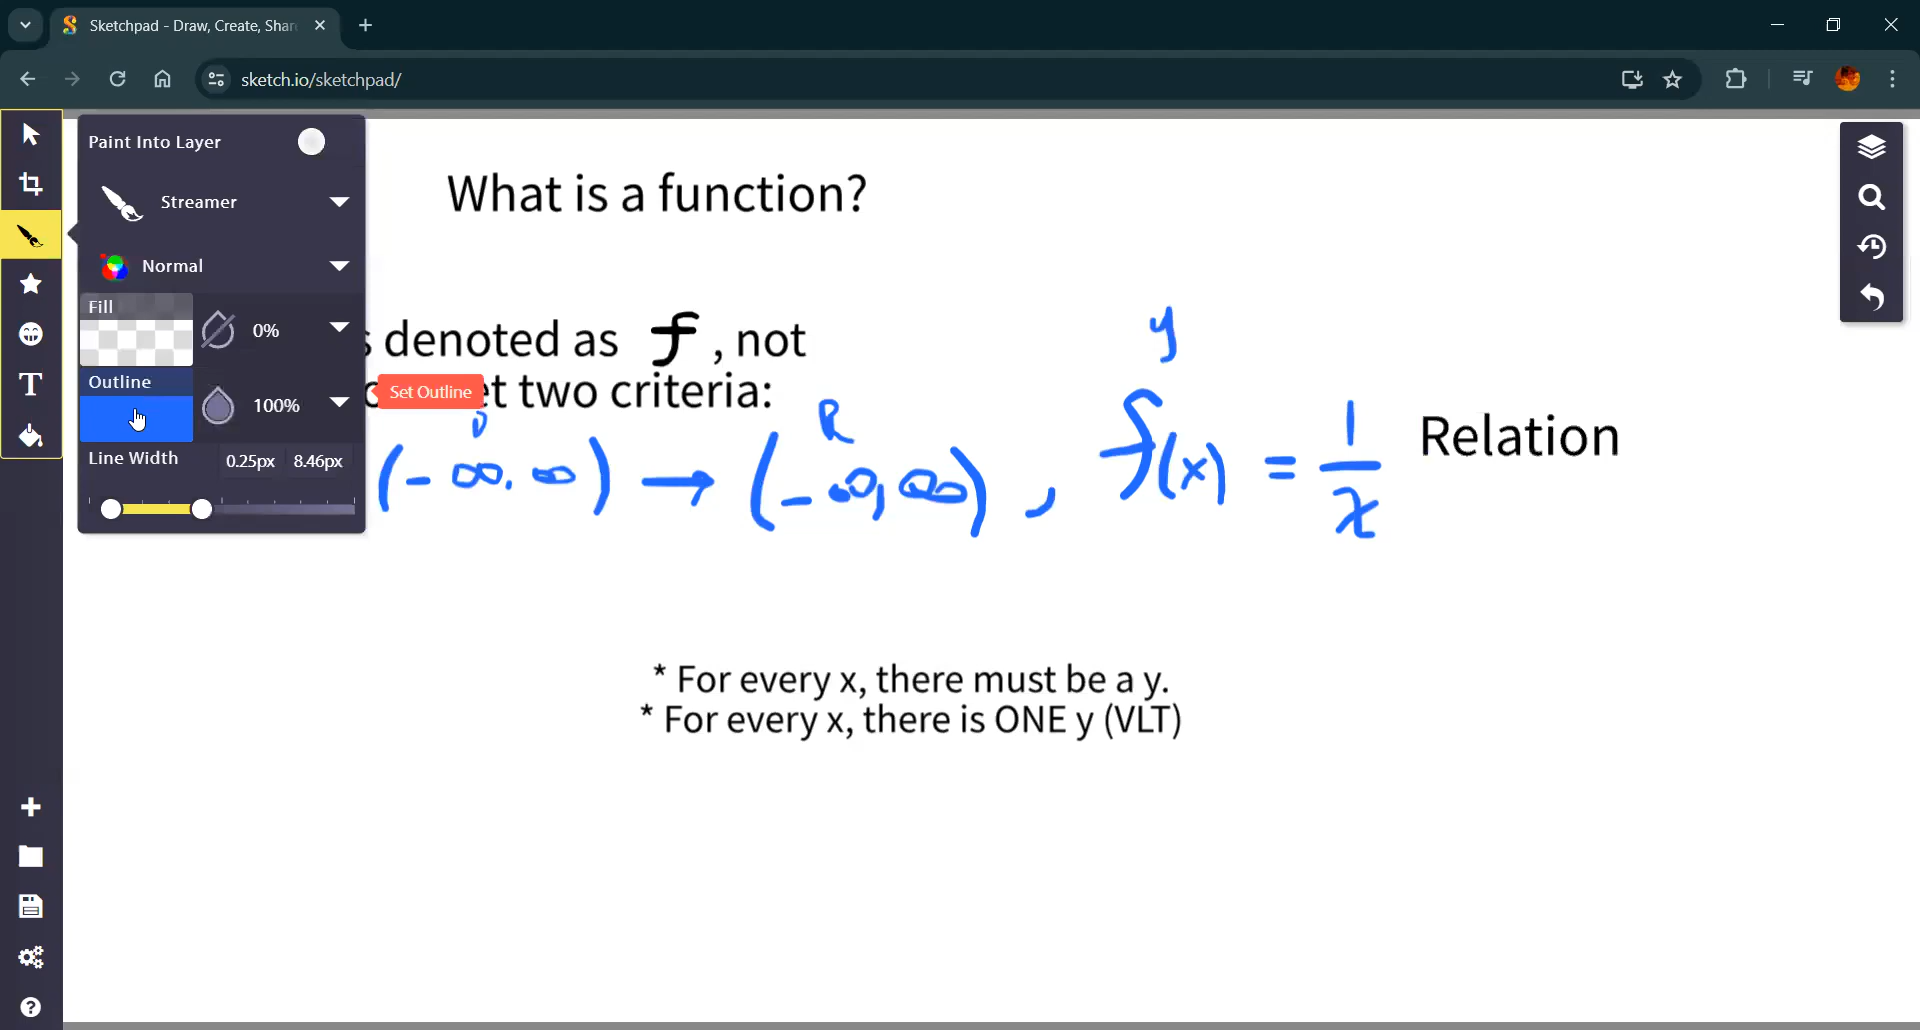 Sketchpad - Draw, Create, Shar
sketch.io/sketchpad/
Paint Into Layer
Streamer
Normal
Fill
0%
Outline
100%
Set Outline
Line Width
0.25px 8.46px
T
What is a function?
denoted as f, not
two criteria:
y
D
R
(-∞, ∞) → (-∞, ∞), f(x) = 1/x
Relation
* For every x, there must be a y.
* For every x, there is ONE y (VLT)